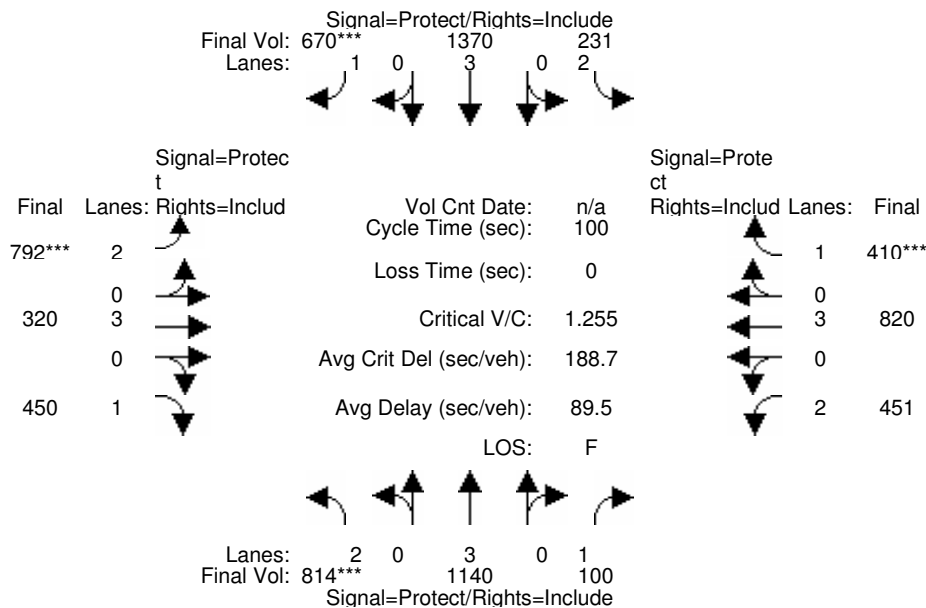 Signal=Protect/Rights=Include
Final Vol: 670*** 1370 231
Lanes: 1 0 3 0 2
Signal=Protec
t
Signal=Prote
ct
Final Lanes: Rights=Includ Vol Cnt Date: n/a Rights=Includ Lanes: Final
Cycle Time (sec): 100
792*** 2 1 410***
Loss Time (sec): 0
0 0
320 3 Critical V/C: 1.255 3 820
0 Avg Crit Del (sec/veh): 188.7 0
450 1 Avg Delay (sec/veh): 89.5 2 451
LOS: F
Lanes: 2 0 3 0 1
Final Vol: 814*** 1140 100
Signal=Protect/Rights=Include